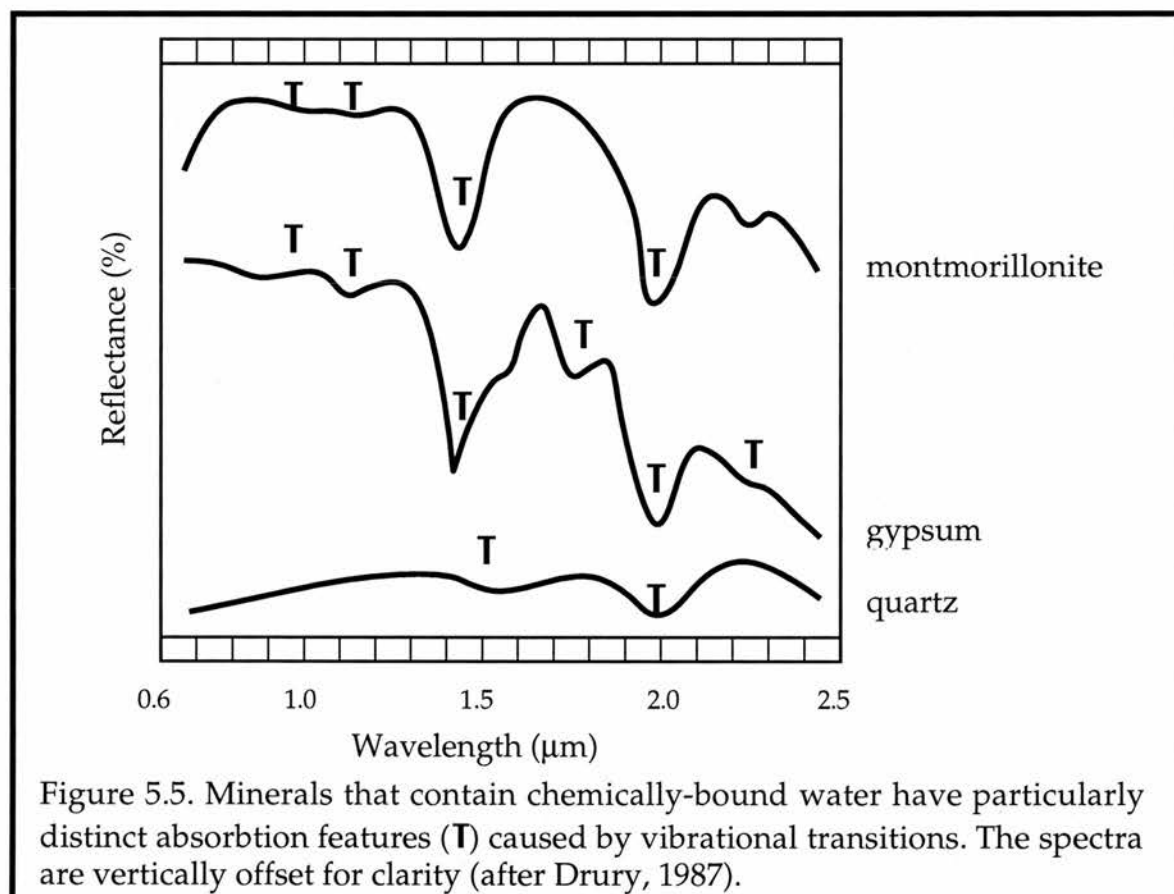 T T
T
T
montmorillonite
T T
T
T
T
T
gypsum
T
T
quartz
Reflectance (%)
0.6 1.0 1.5 2.0 2.5
Wavelength (µm)
Figure 5.5. Minerals that contain chemically-bound water have particularly
distinct absorbtion features (T) caused by vibrational transitions. The spectra
are vertically offset for clarity (after Drury, 1987).